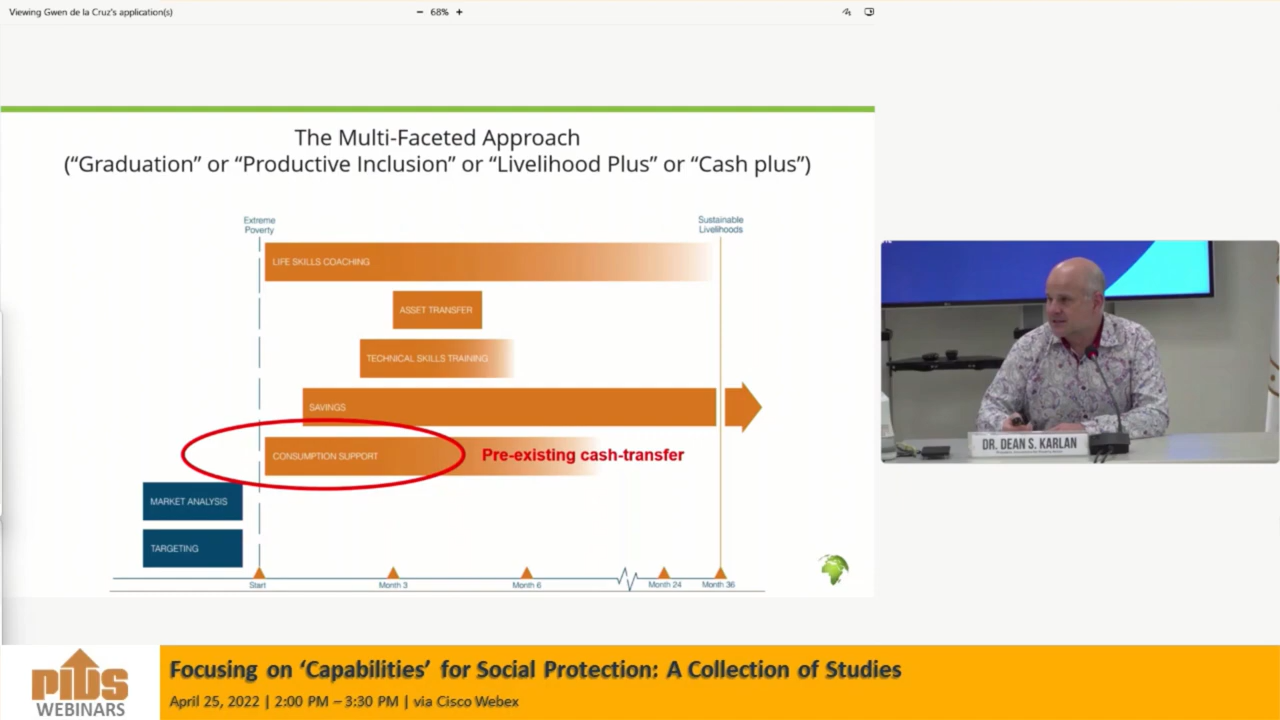 Viewing Gwen de la Cruz's application(s)
− 68% +
The Multi-Faceted Approach
(“Graduation” or “Productive Inclusion” or “Livelihood Plus” or “Cash plus”)
Extreme
Poverty
Sustainable
Livelihoods
LIFE SKILLS COACHING
ASSET TRANSFER
TECHNICAL SKILLS TRAINING
SAVINGS
CONSUMPTION SUPPORT
Pre-existing cash-transfer
MARKET ANALYSIS
TARGETING
Start
Month 3
Month 6
Month 24
Month 36
DR. DEAN S. KARLAN
PIDS
WEBINARS
Focusing on ‘Capabilities’ for Social Protection: A Collection of Studies
April 25, 2022 | 2:00 PM – 3:30 PM | via Cisco Webex